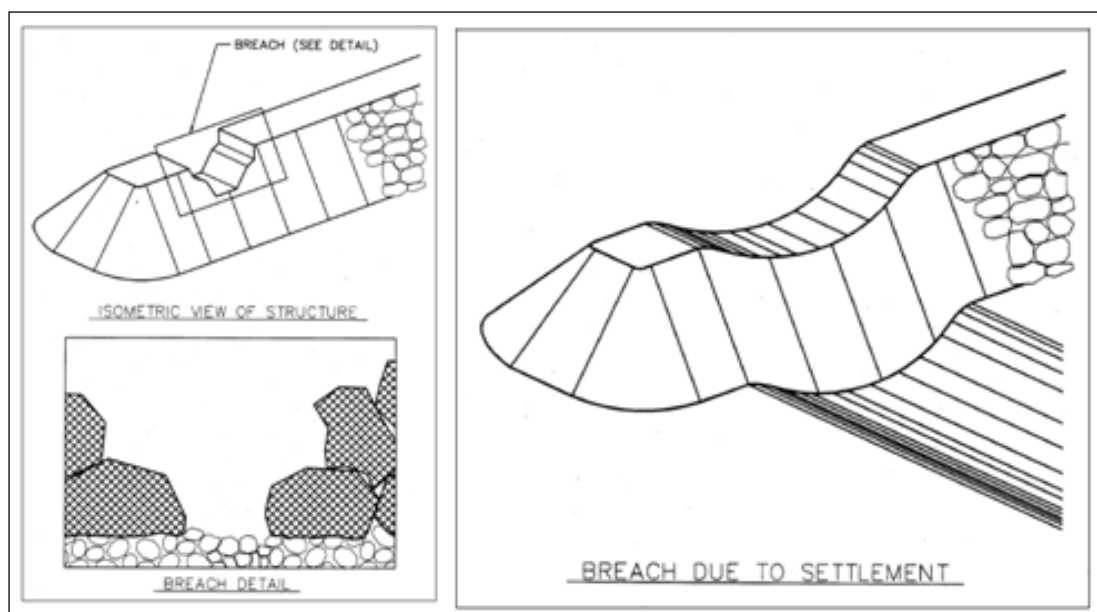 BREACH (SEE DETAIL)
ISOMETRIC VIEW OF STRUCTURE
BREACH DETAIL
BREACH DUE TO SETTLEMENT